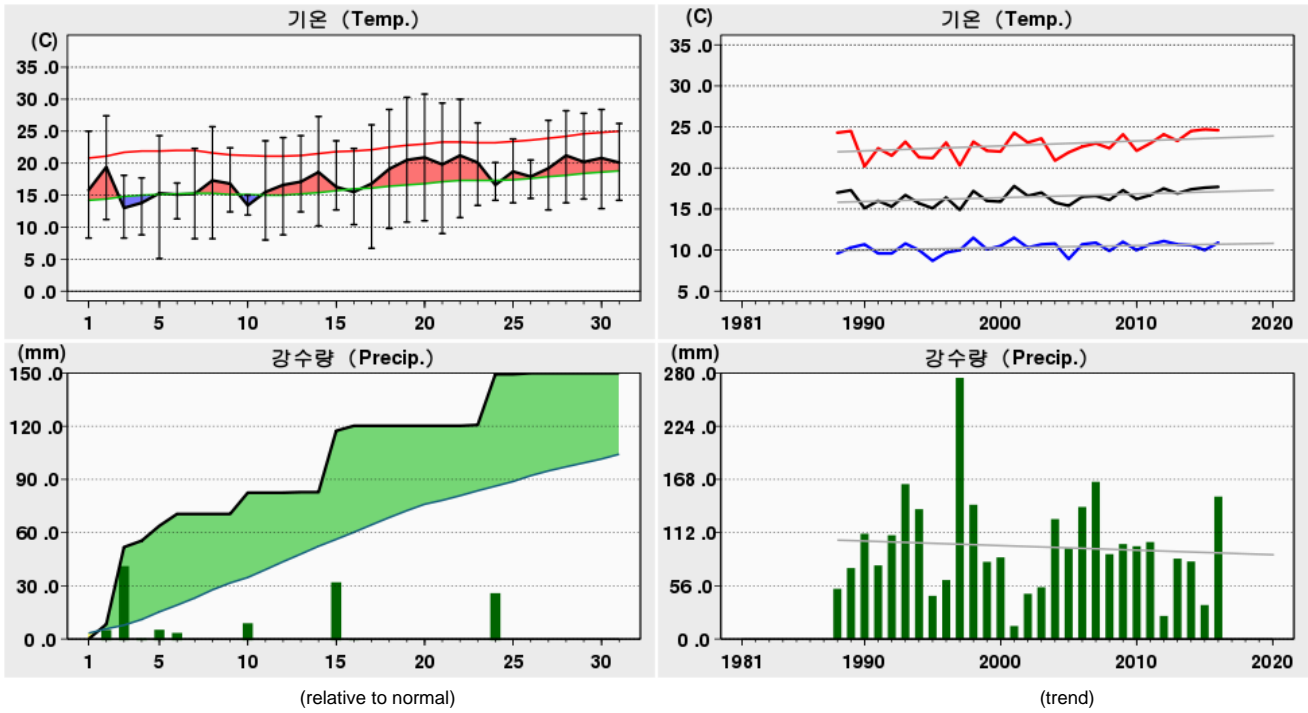 기온 (Temp.)
(C)
35 .0
30 .0
25 .0
20 .0
15 .0
10 .0
5 .0
0 .0
1 5 10 15 20 25 30
기온 (Temp.)
(C)
35 .0
30 .0
25 .0
20 .0
15 .0
10 .0
5 .0
1981 1990 2000 2010 2020
강수량 (Precip.)
(mm)
150 .0
120 .0
90 .0
60 .0
30 .0
0 .0
1 5 10 15 20 25 30
(relative to normal)
강수량 (Precip.)
(mm)
280 .0
224 .0
168 .0
112 .0
56 .0
0 .0
1981 1990 2000 2010 2020
(trend)